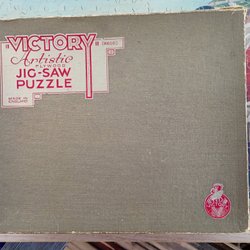 VICTORY
Artistic
PLYWOOD
JIG-SAW
PUZZLE
MADE IN
ENGLAND